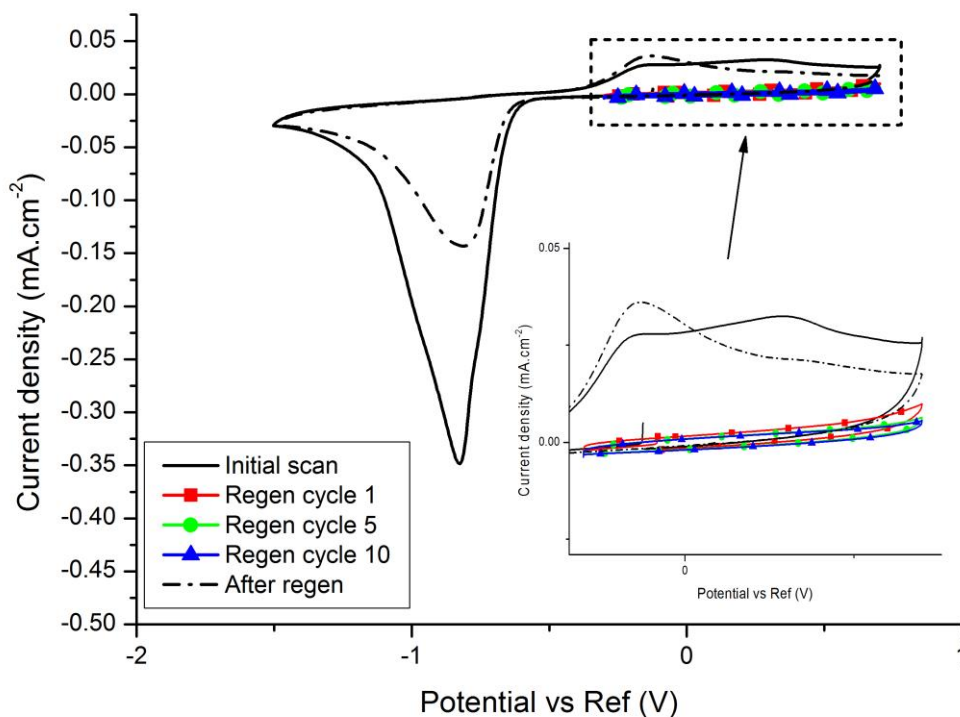 0.05
0.00
-0.05
-0.10
-0.15
-0.20
-0.25
-0.30
-0.35
-0.40
-0.45
-0.50
Current density (mA.cm-2)
-2
-1
0
1
Potential vs Ref (V)
Initial scan
Regen cycle 1
Regen cycle 5
Regen cycle 10
After regen
0.05
0.00
Current density (mA.cm-2)
0
Potential vs Ref (V)